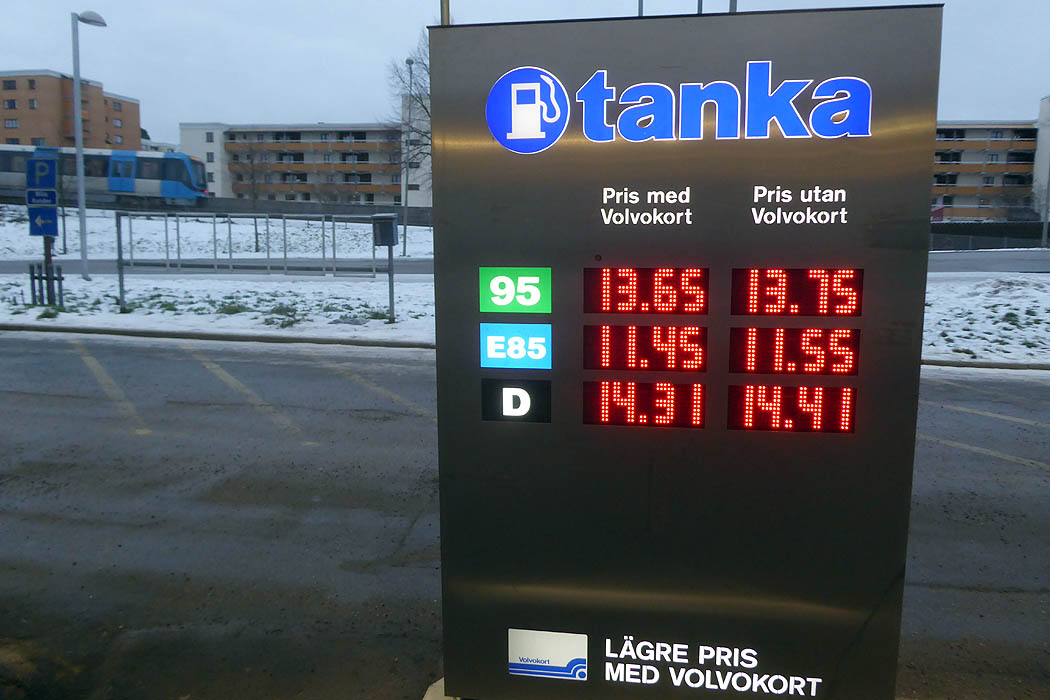 tanka
Pris med
Volvokort
Pris utan
Volvokort
95 13.65 13.75
E85 11.45 11.55
D 14.31 14.41
Volvokort
LÄGRE PRIS
MED VOLVOKORT
P